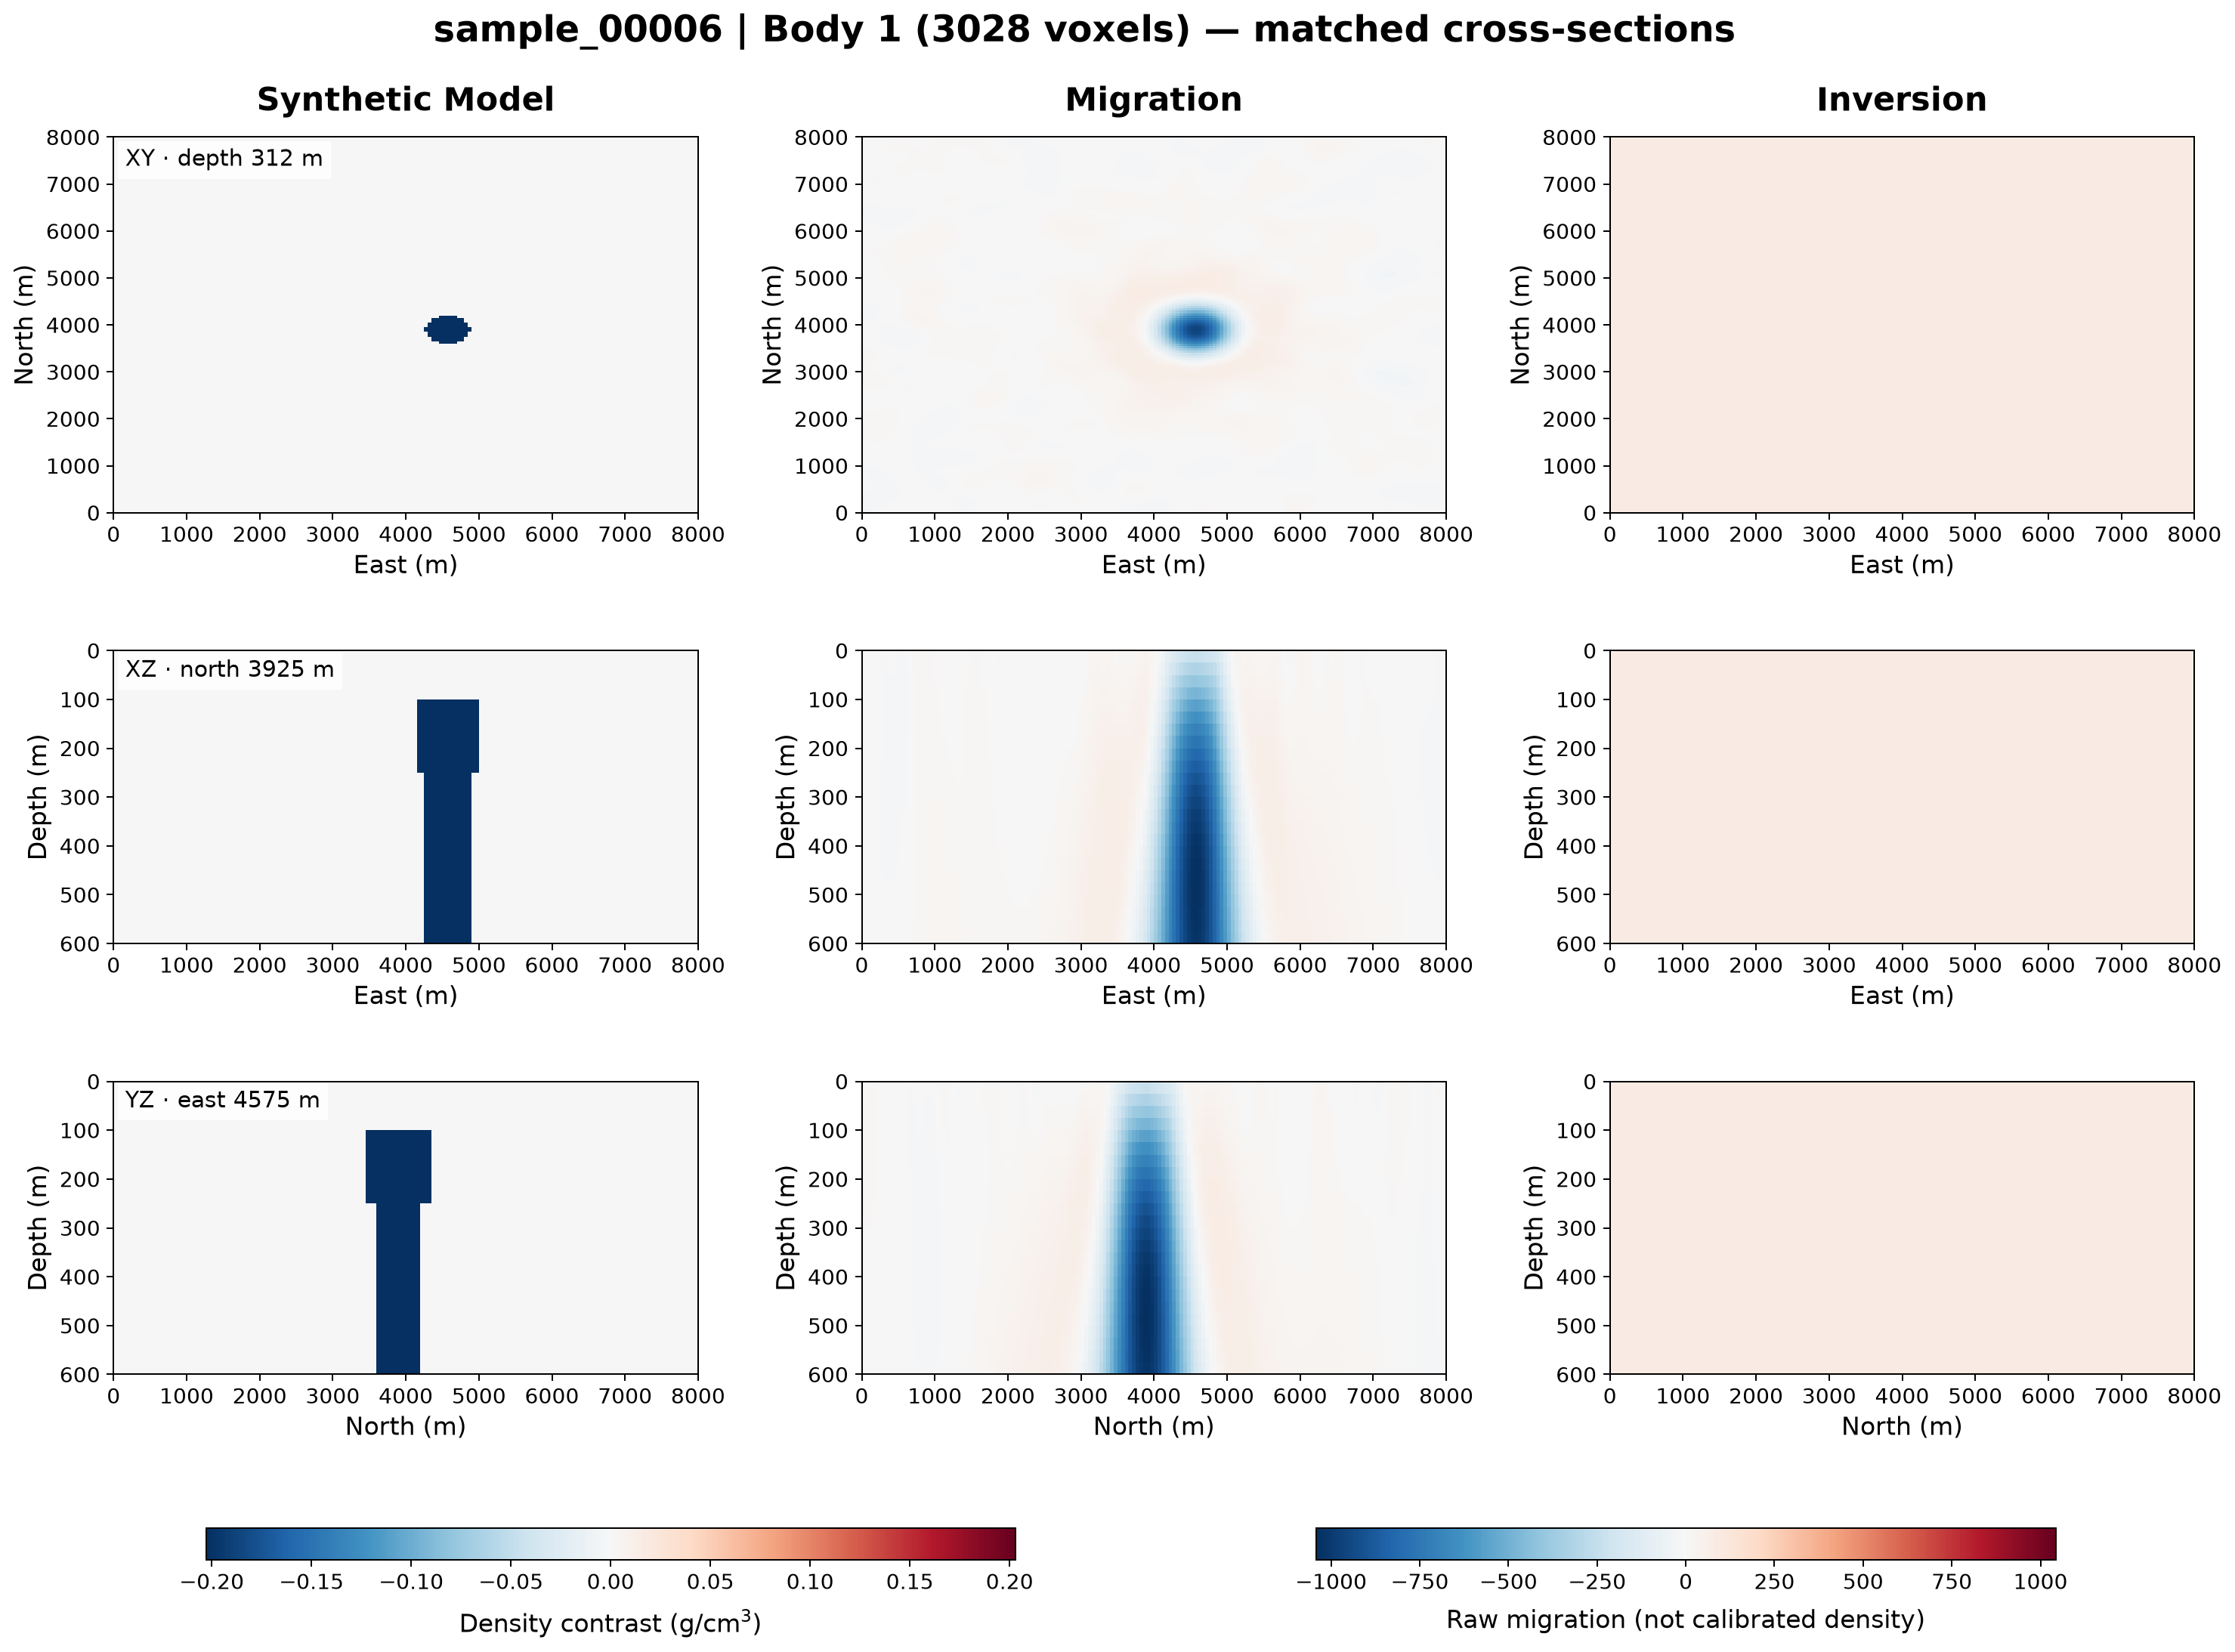 sample_00006 | Body 1 (3028 voxels) — matched cross-sections
Synthetic Model
Migration
Inversion
XY · depth 312 m
8000
7000
6000
5000
4000
3000
2000
1000
0
North (m)
0 1000 2000 3000 4000 5000 6000 7000 8000
East (m)
8000
7000
6000
5000
4000
3000
2000
1000
0
North (m)
0 1000 2000 3000 4000 5000 6000 7000 8000
East (m)
8000
7000
6000
5000
4000
3000
2000
1000
0
North (m)
0 1000 2000 3000 4000 5000 6000 7000 8000
East (m)
XZ · north 3925 m
0
100
200
300
400
500
600
Depth (m)
0 1000 2000 3000 4000 5000 6000 7000 8000
East (m)
0
100
200
300
400
500
600
Depth (m)
0 1000 2000 3000 4000 5000 6000 7000 8000
East (m)
0
100
200
300
400
500
600
Depth (m)
0 1000 2000 3000 4000 5000 6000 7000 8000
East (m)
YZ · east 4575 m
0
100
200
300
400
500
600
Depth (m)
0 1000 2000 3000 4000 5000 6000 7000 8000
North (m)
0
100
200
300
400
500
600
Depth (m)
0 1000 2000 3000 4000 5000 6000 7000 8000
North (m)
0
100
200
300
400
500
600
Depth (m)
0 1000 2000 3000 4000 5000 6000 7000 8000
North (m)
−0.20 −0.15 −0.10 −0.05 0.00 0.05 0.10 0.15 0.20
Density contrast (g/cm³)
−1000 −750 −500 −250 0 250 500 750 1000
Raw migration (not calibrated density)